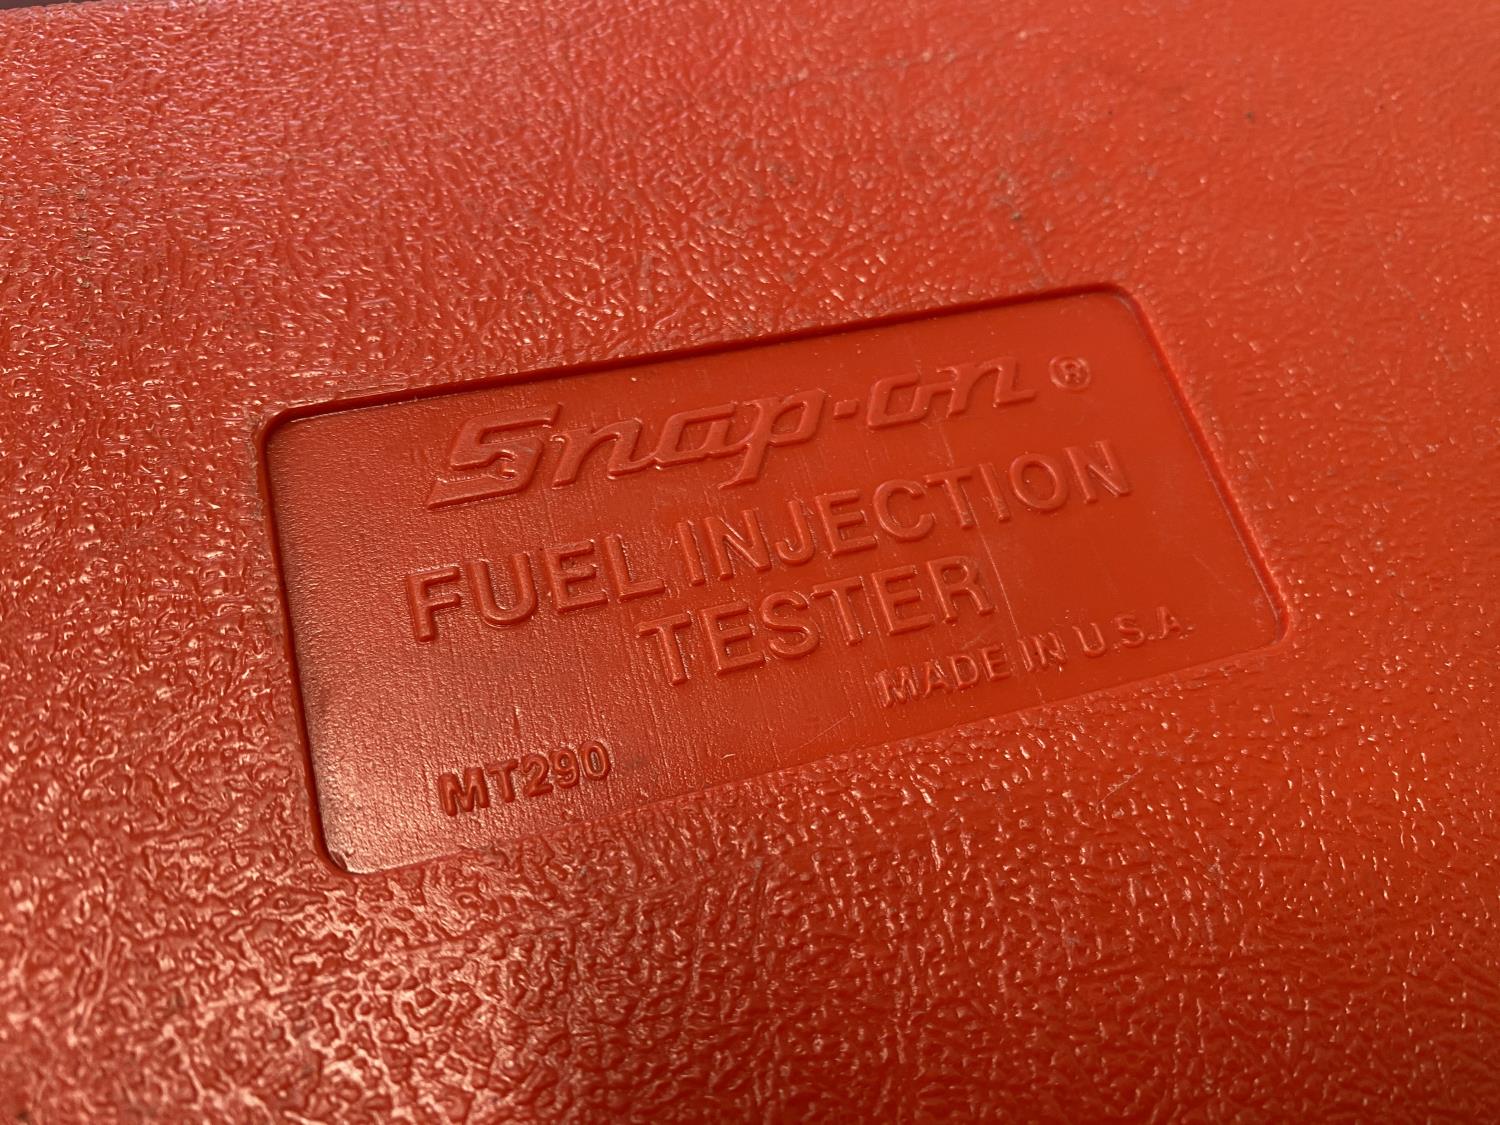 Snap-on®
FUEL INJECTION
TESTER
MADE IN U.S.A.
MT290